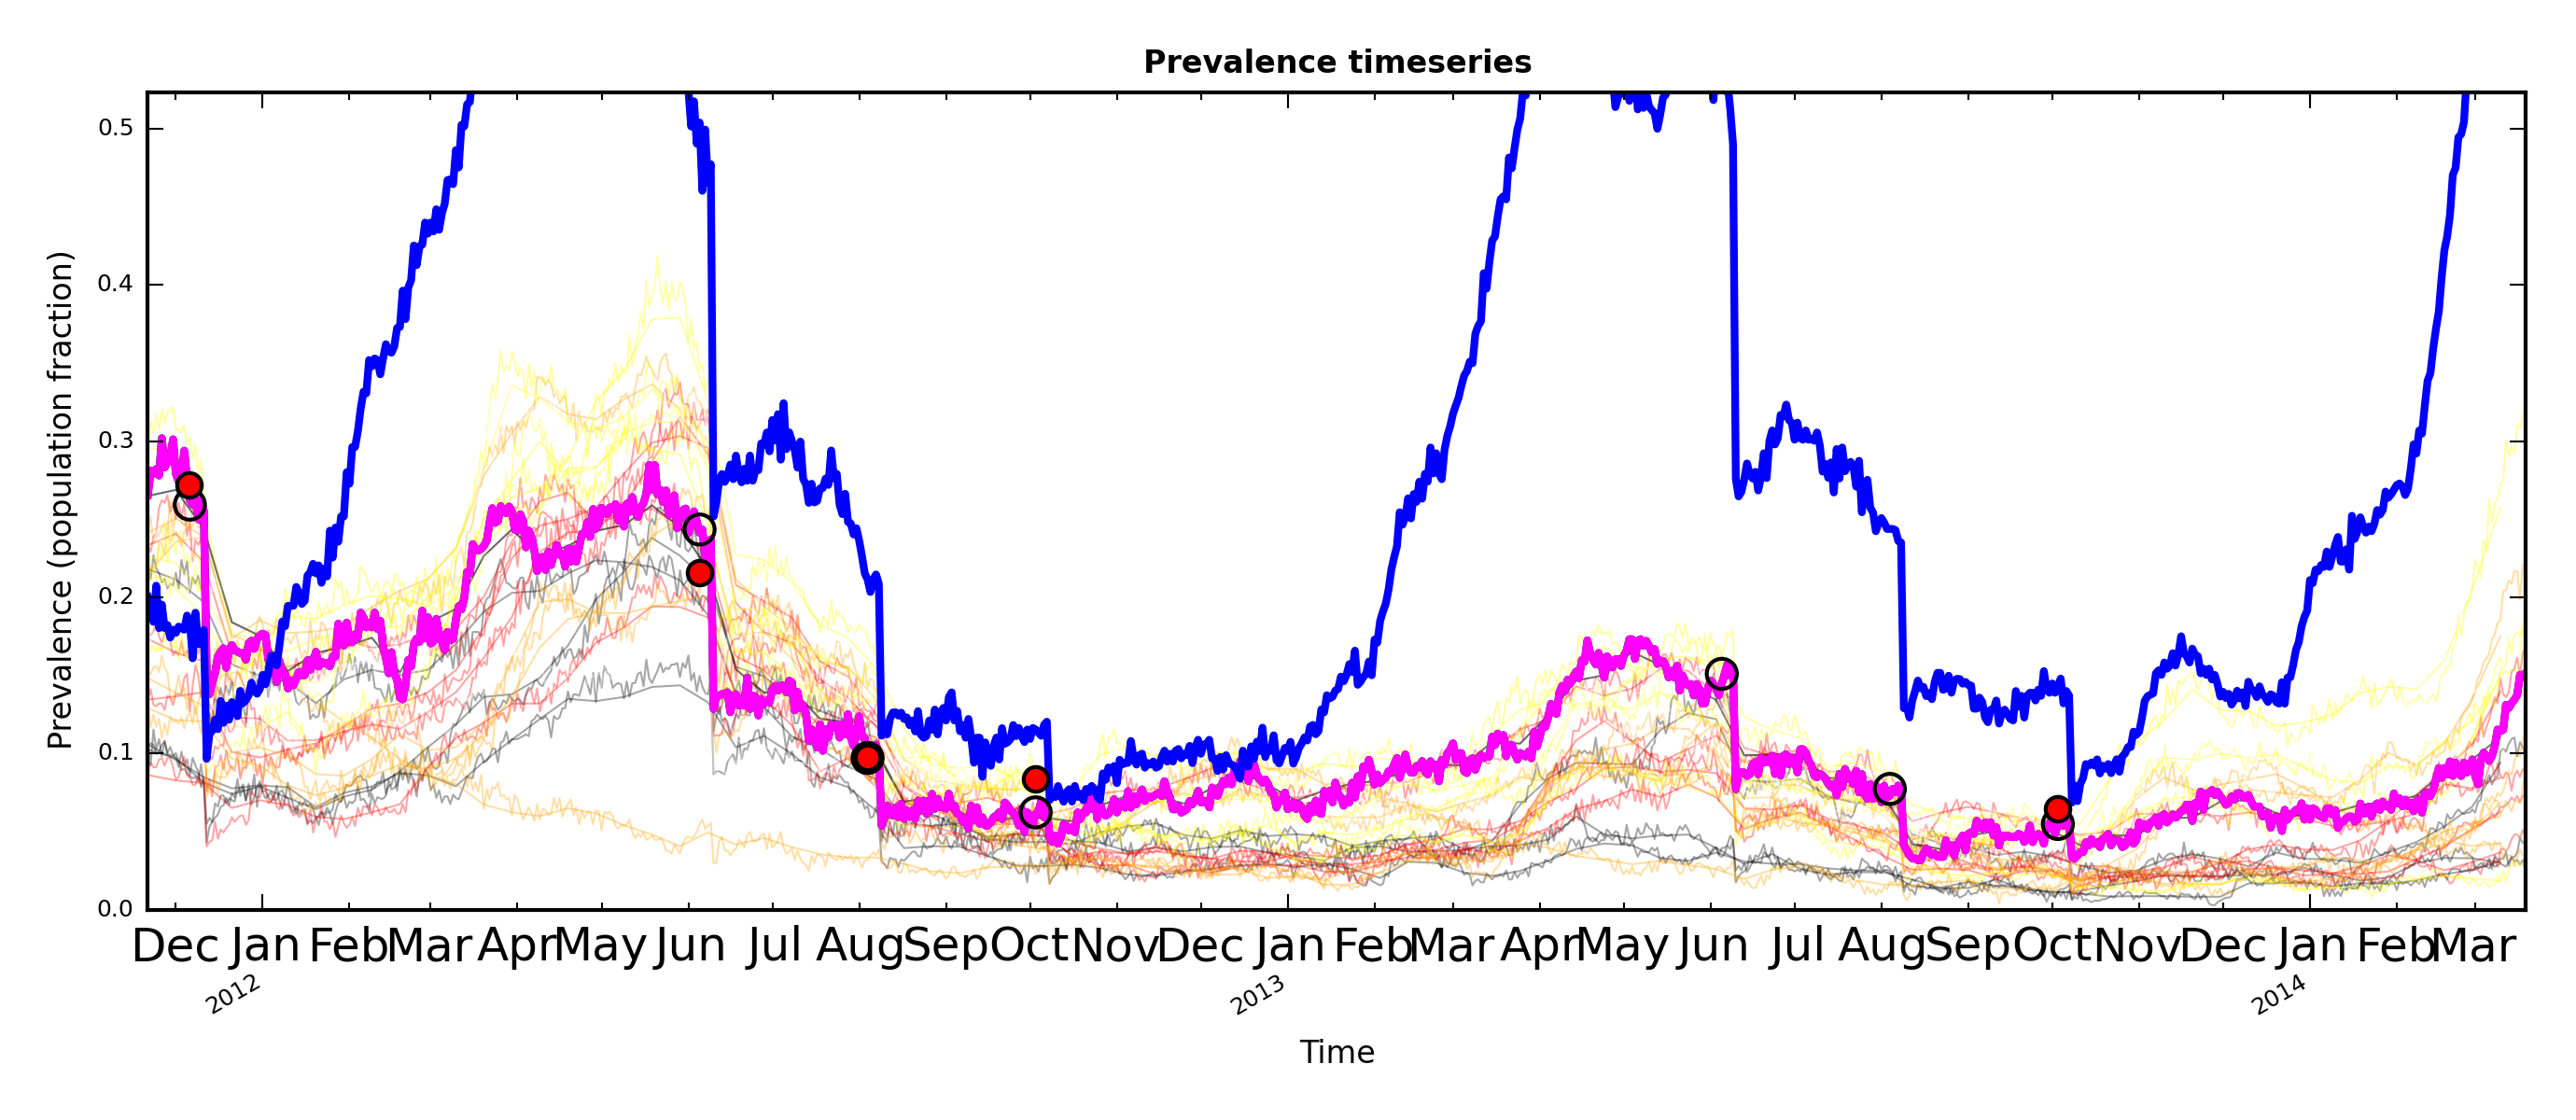 Prevalence timeseries
Prevalence (population fraction)
0.5
0.4
0.3
0.2
0.1
0.0
Dec Jan Feb Mar Apr May Jun Jul Aug Sep Oct Nov Dec Jan Feb Mar Apr May Jun Jul Aug Sep Oct Nov Dec Jan Feb Mar
2012 2013 2014
Time